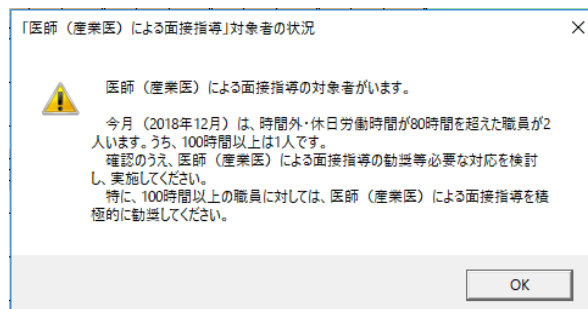 「医師（産業医）による面接指導」対象者の状況
医師（産業医）による面接指導の対象者がいます。
今月（2018年12月）は、時間外・休日労働時間が80時間を超えた職員が2
人います。うち、100時間以上は1人です。
確認のうえ、医師（産業医）による面接指導の勧奨等必要な対応を検討
し、実施してください。
特に、100時間以上の職員に対しては、医師（産業医）による面接指導を積
極的に勧奨してください。
OK